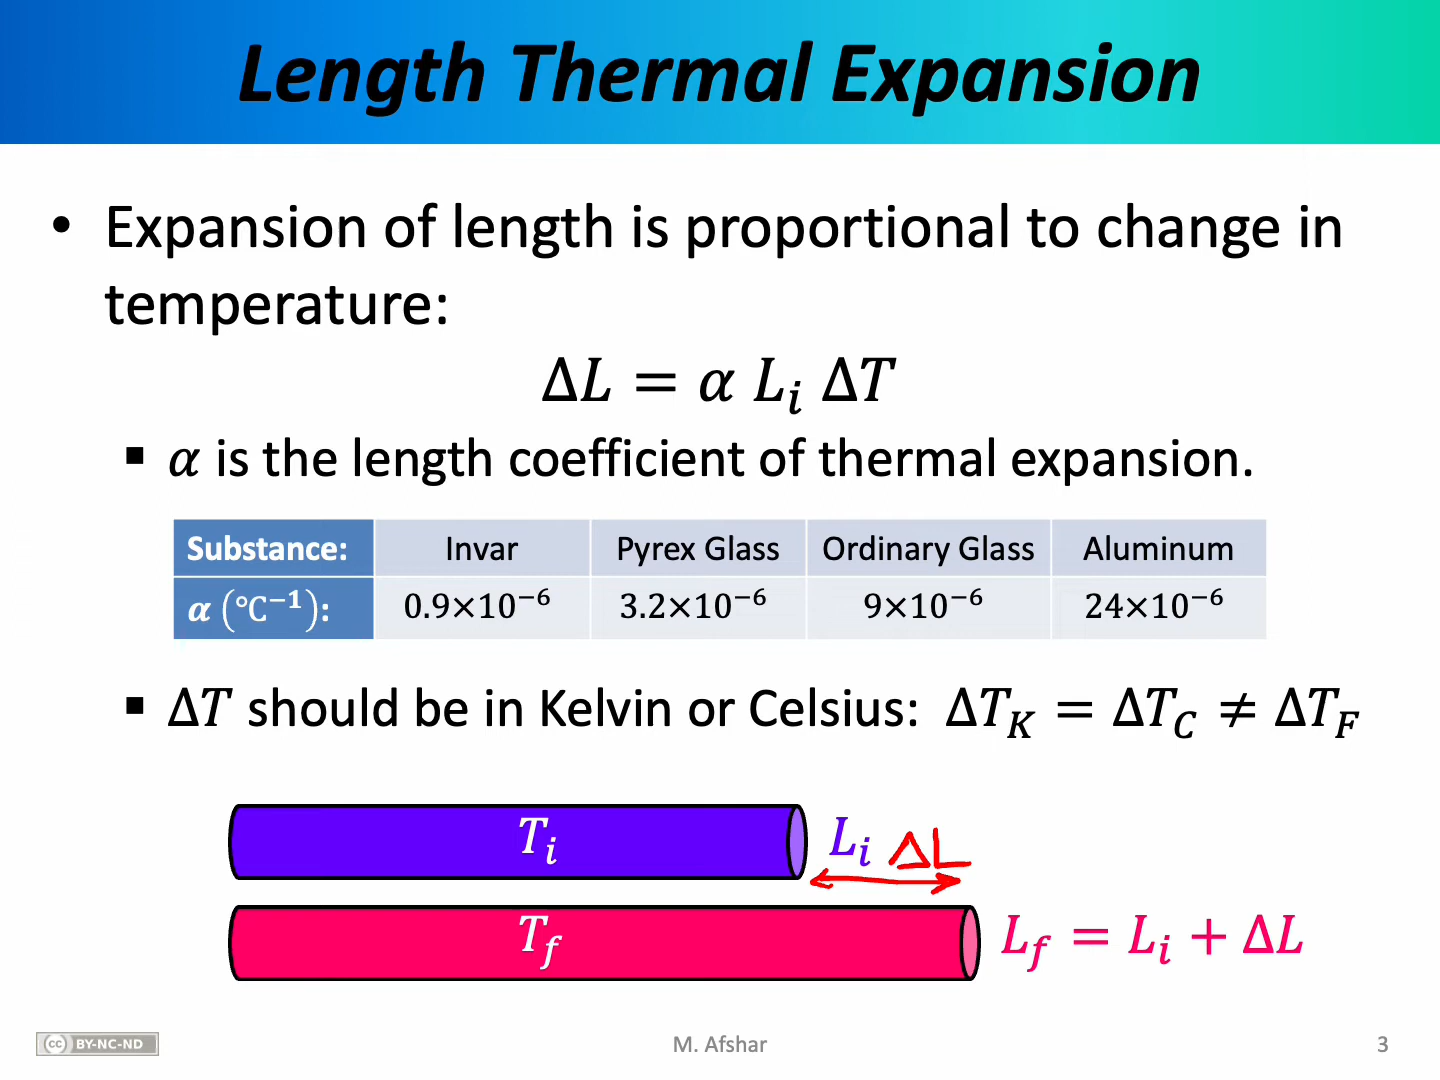 Length Thermal Expansion
• Expansion of length is proportional to change in
temperature:
ΔL = α Lᵢ ΔT
▪ α is the length coefficient of thermal expansion.
Substance: Invar Pyrex Glass Ordinary Glass Aluminum
α (℃⁻¹): 0.9×10⁻⁶ 3.2×10⁻⁶ 9×10⁻⁶ 24×10⁻⁶
▪ ΔT should be in Kelvin or Celsius: ΔT_K = ΔT_C ≠ ΔT_F
T_i L_i ΔL
T_f L_f = L_i + ΔL
cc BY-NC-ND M. Afshar 3